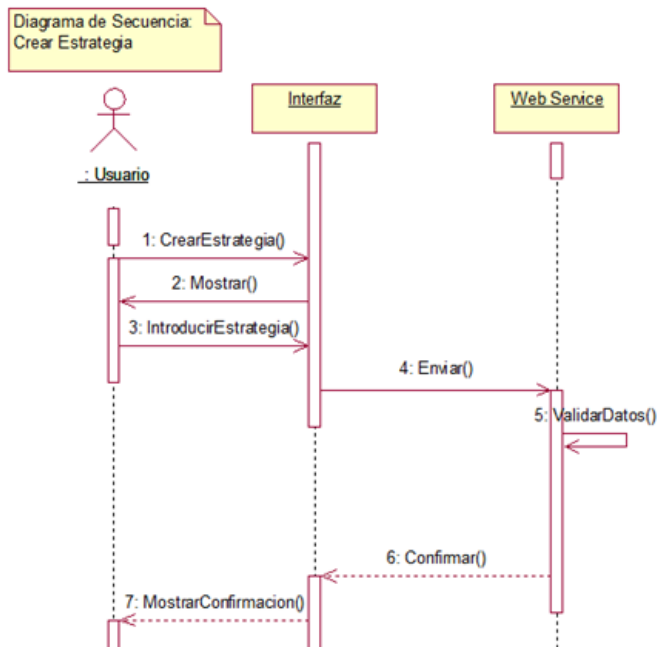 Diagrama de Secuencia:
Crear Estrategia
Interfaz
Web Service
: Usuario
1: CrearEstrategia()
2: Mostrar()
3: IntroducirEstrategia()
4: Enviar()
5: ValidarDatos()
6: Confirmar()
7: MostrarConfirmacion()